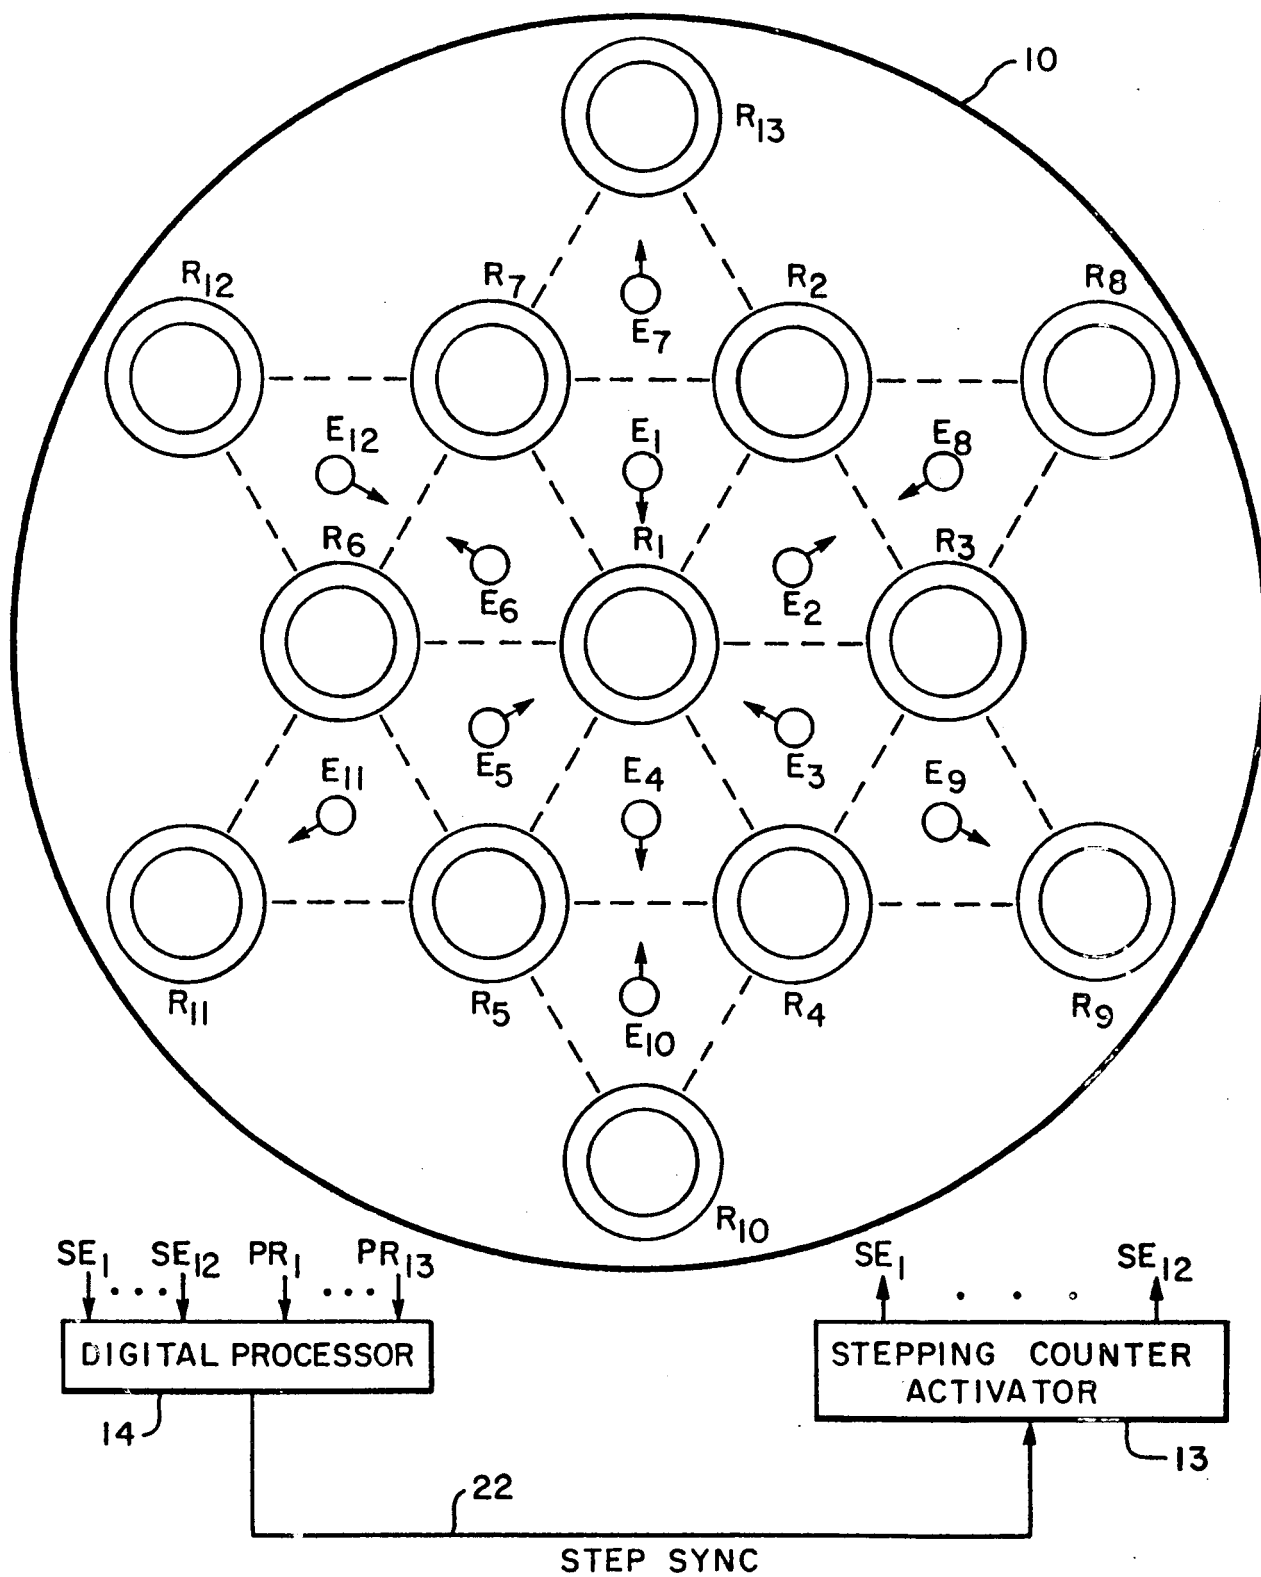 10
R13
R12 R7 R2 R8
E7
E12 E1 E8
R6 R1 R3
E6 E2
E5 E3
E11 E4 E9
R11 R5 R4 R9
E10
R10
SE1 SE12 PR1 PR13
SE1 SE12
DIGITAL PROCESSOR
STEPPING COUNTER
ACTIVATOR
14
13
22
STEP SYNC